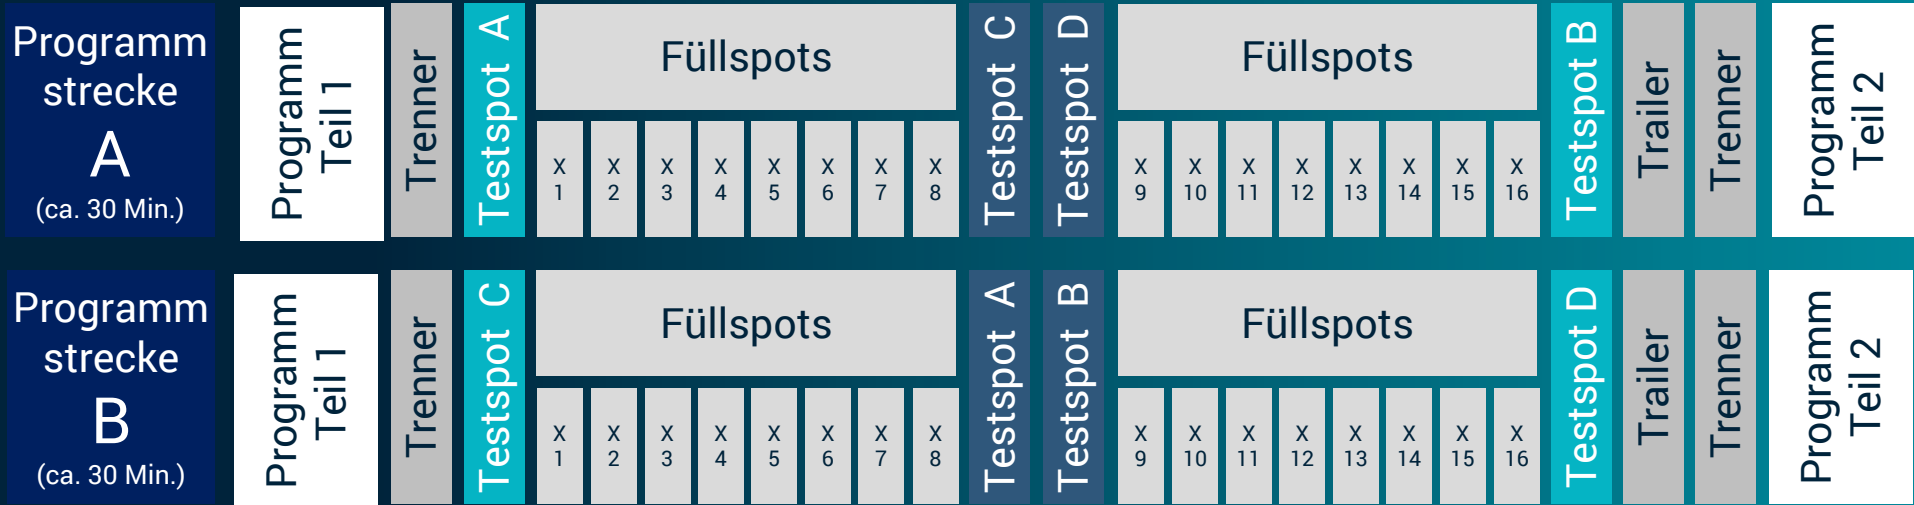 Programm
strecke
A
(ca. 30 Min.)
Programm
Teil 1
Trenner
Testspot A
Füllspots
X
1
X
2
X
3
X
4
X
5
X
6
X
7
X
8
Testspot C
Testspot D
Füllspots
X
9
X
10
X
11
X
12
X
13
X
14
X
15
X
16
Testspot B
Trailer
Trenner
Programm
Teil 2
Programm
strecke
B
(ca. 30 Min.)
Programm
Teil 1
Trenner
Testspot C
Füllspots
X
1
X
2
X
3
X
4
X
5
X
6
X
7
X
8
Testspot A
Testspot B
Füllspots
X
9
X
10
X
11
X
12
X
13
X
14
X
15
X
16
Testspot D
Trailer
Trenner
Programm
Teil 2